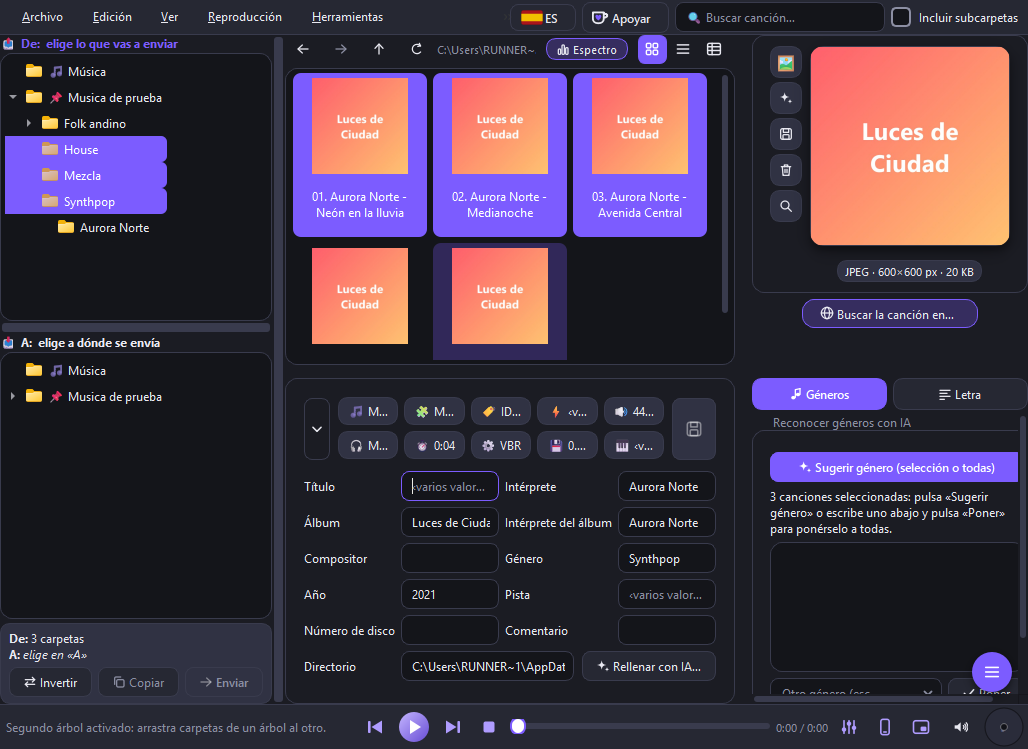 Archivo Edición Ver Reproducción Herramientas ES Apoyar Buscar canción... Incluir subcarpetas
De: elige lo que vas a enviar
Música
Musica de prueba
Folk andino
House
Mezcla
Synthpop
Aurora Norte
A: elige a dónde se envía
Música
Musica de prueba
De: 3 carpetas
A: elige en «A»
Invertir Copiar Enviar
C:\Users\RUNNER~ Espectro
Luces de
Ciudad
01. Aurora Norte -
Neón en la lluvia
Luces de
Ciudad
02. Aurora Norte -
Medianoche
Luces de
Ciudad
03. Aurora Norte -
Avenida Central
Luces de
Ciudad
Luces de
Ciudad
M... M... ID... ‹v... 44...
M... 0:04 VBR 0.... ‹v...
Título ‹varios valor... Intérprete Aurora Norte
Álbum Luces de Ciuda Intérprete del álbum Aurora Norte
Compositor Género Synthpop
Año 2021 Pista ‹varios valor...
Número de disco Comentario
Directorio C:\Users\RUNNER~1\AppDat Rellenar con IA...
Luces de
Ciudad
JPEG · 600×600 px · 20 KB
Buscar la canción en...
Géneros Letra
Reconocer géneros con IA
Sugerir género (selección o todas)
3 canciones seleccionadas: pulsa «Sugerir
género» o escribe uno abajo y pulsa «Poner»
para ponérselo a todas.
Otro género (esc... Poner
Segundo árbol activado: arrastra carpetas de un árbol al otro. 0:00 / 0:00